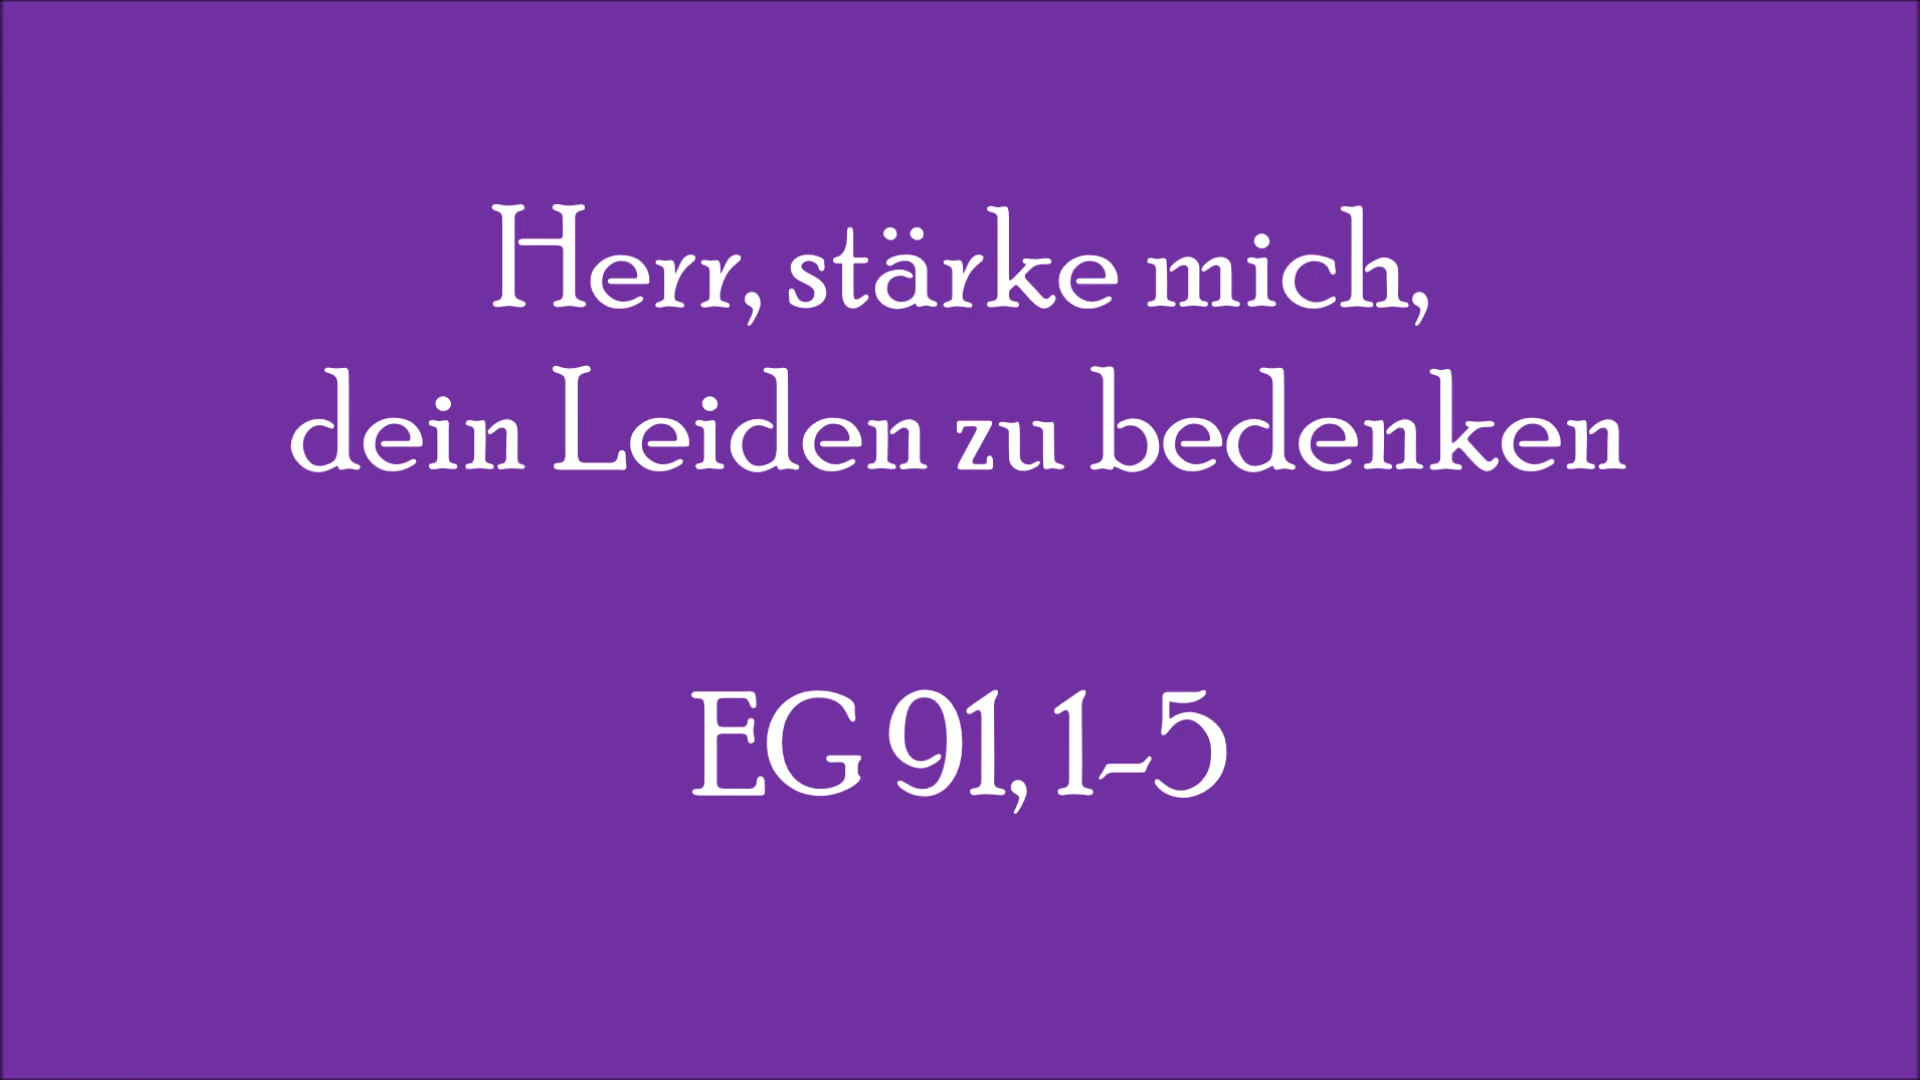 Herr, stärke mich,
dein Leiden zu bedenken
EG 91, 1-5